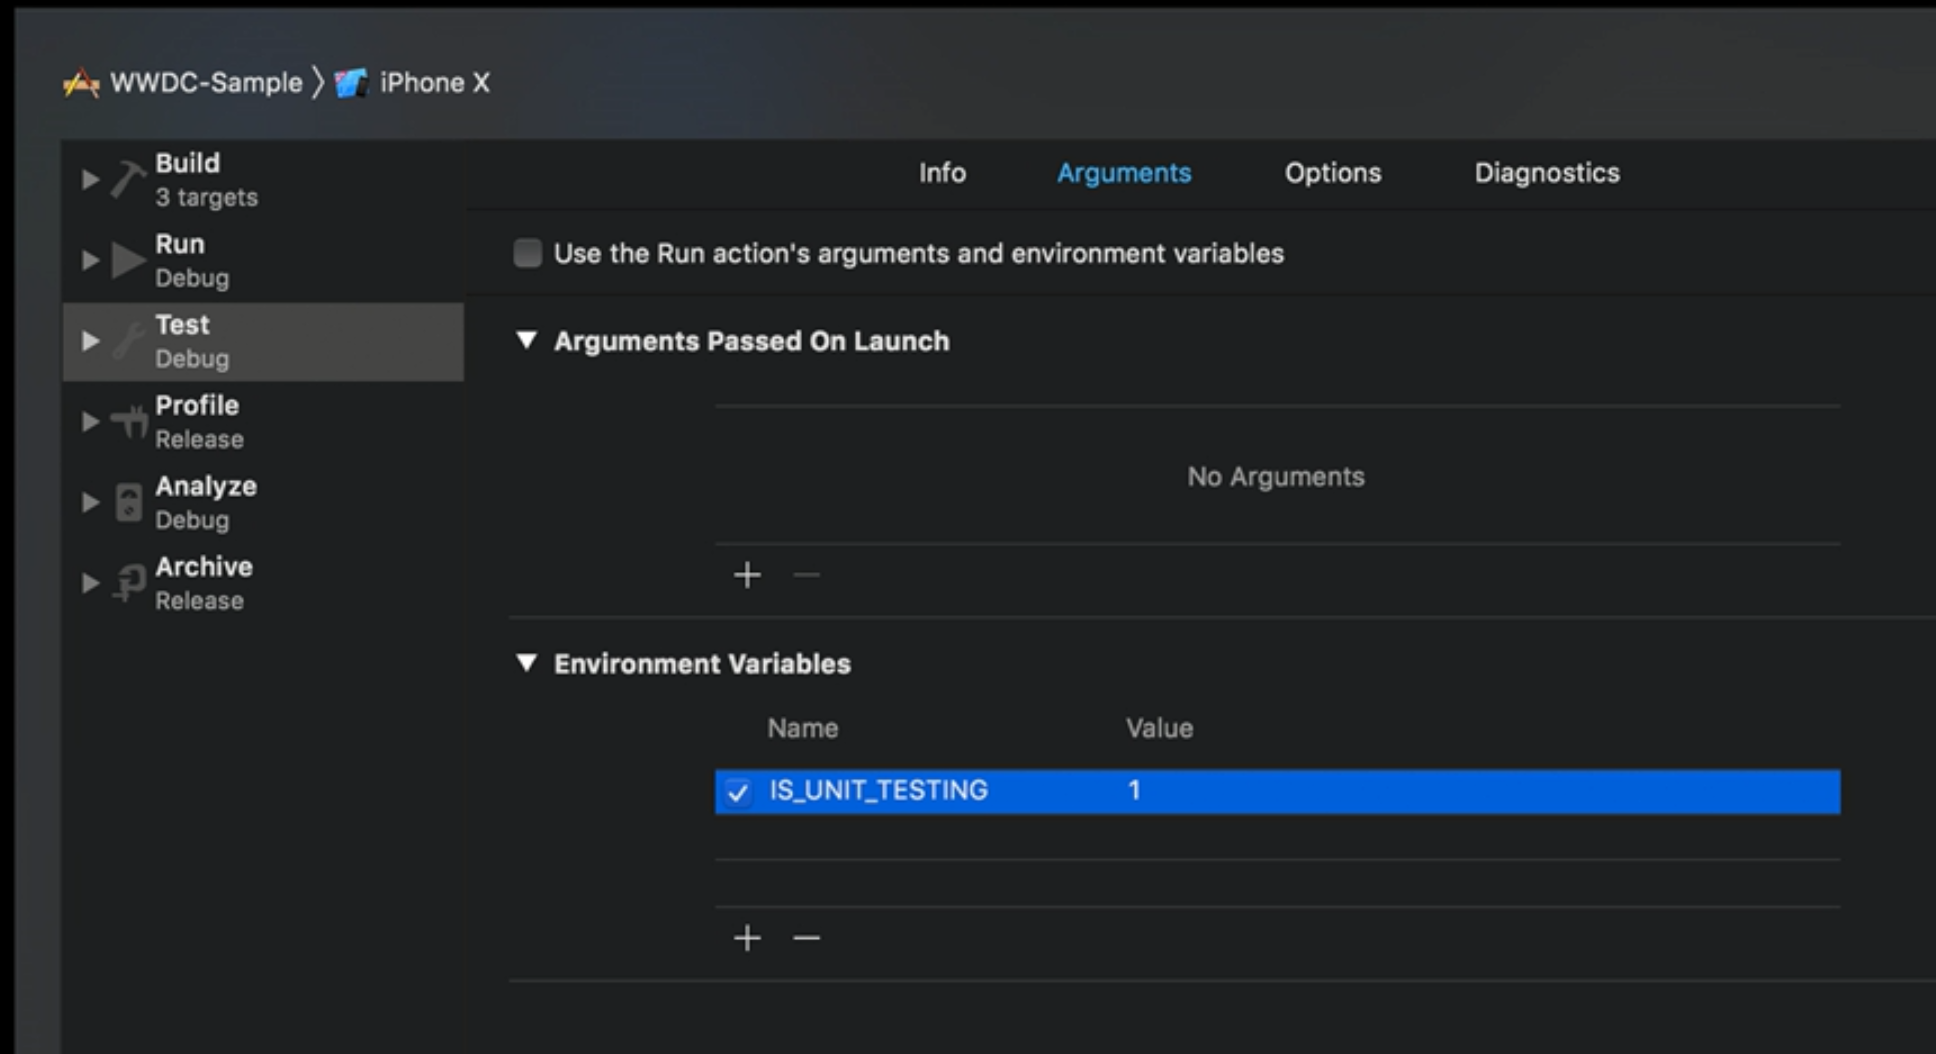 WWDC-Sample 〉 iPhone X
Build
3 targets
Run
Debug
Test
Debug
Profile
Release
Analyze
Debug
Archive
Release
Info Arguments Options Diagnostics
Use the Run action's arguments and environment variables
Arguments Passed On Launch
No Arguments
Environment Variables
Name Value
IS_UNIT_TESTING 1